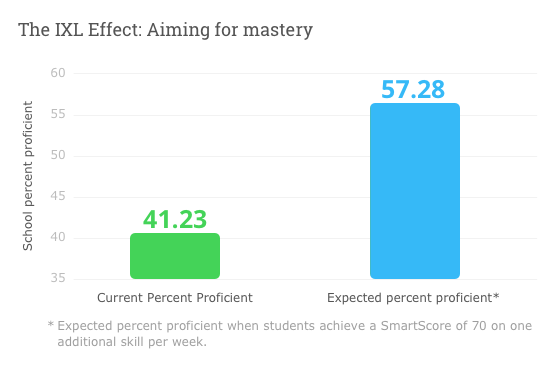 The IXL Effect: Aiming for mastery
60
57.28
55
50
45
41.23
40
35
School percent proficient
Current Percent Proficient
Expected percent proficient*
* Expected percent proficient when students achieve a SmartScore of 70 on one
additional skill per week.